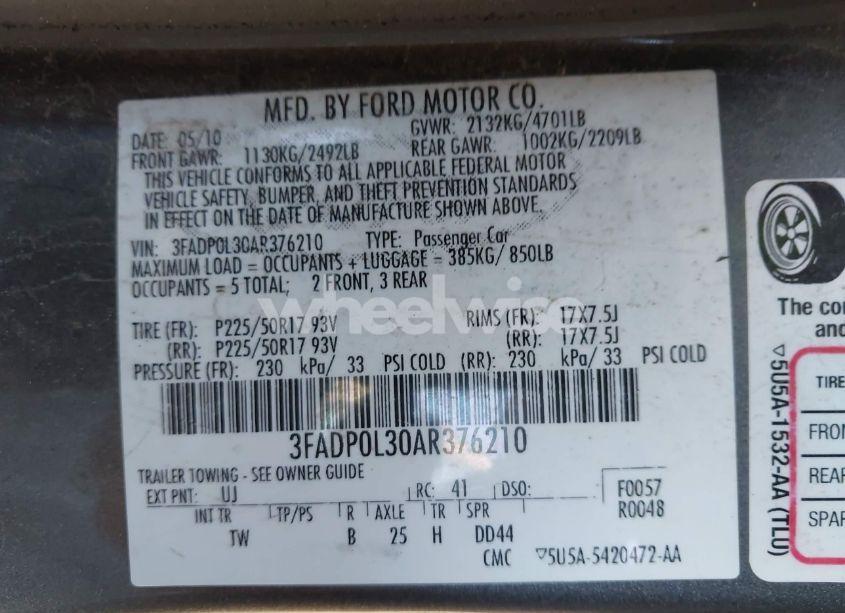 MFD. BY FORD MOTOR CO.
DATE: 05/10 GVWR: 2132KG/4701LB
FRONT GAWR: 1130KG/2492LB REAR GAWR: 1002KG/2209LB
THIS VEHICLE CONFORMS TO ALL APPLICABLE FEDERAL MOTOR
VEHICLE SAFETY, BUMPER, AND THEFT PREVENTION STANDARDS
IN EFFECT ON THE DATE OF MANUFACTURE SHOWN ABOVE.
VIN: 3FADP0L30AR376210 TYPE: Passenger Car
MAXIMUM LOAD = OCCUPANTS + LUGGAGE = 385KG/ 850LB
OCCUPANTS = 5 TOTAL; 2 FRONT, 3 REAR
wheelwise
TIRE (FR): P225/50R17 93V RIMS (FR): 17X7.5J
(RR): P225/50R17 93V (RR): 17X7.5J
PRESSURE (FR): 230 kPa/ 33 PSI COLD (RR): 230 kPa/ 33 PSI COLD
3FADP0L30AR376210
TRAILER TOWING - SEE OWNER GUIDE
EXT PNT: UJ RC: 41 DSO: F0057
R0048
INT TR TP/PS R AXLE TR SPR
TW B 25 H DD44
CMC ▽5U5A-5420472-AA
The
and
TIRE
FRON
REAR
SPAR
▽5U5A-1532-AA (TLU)